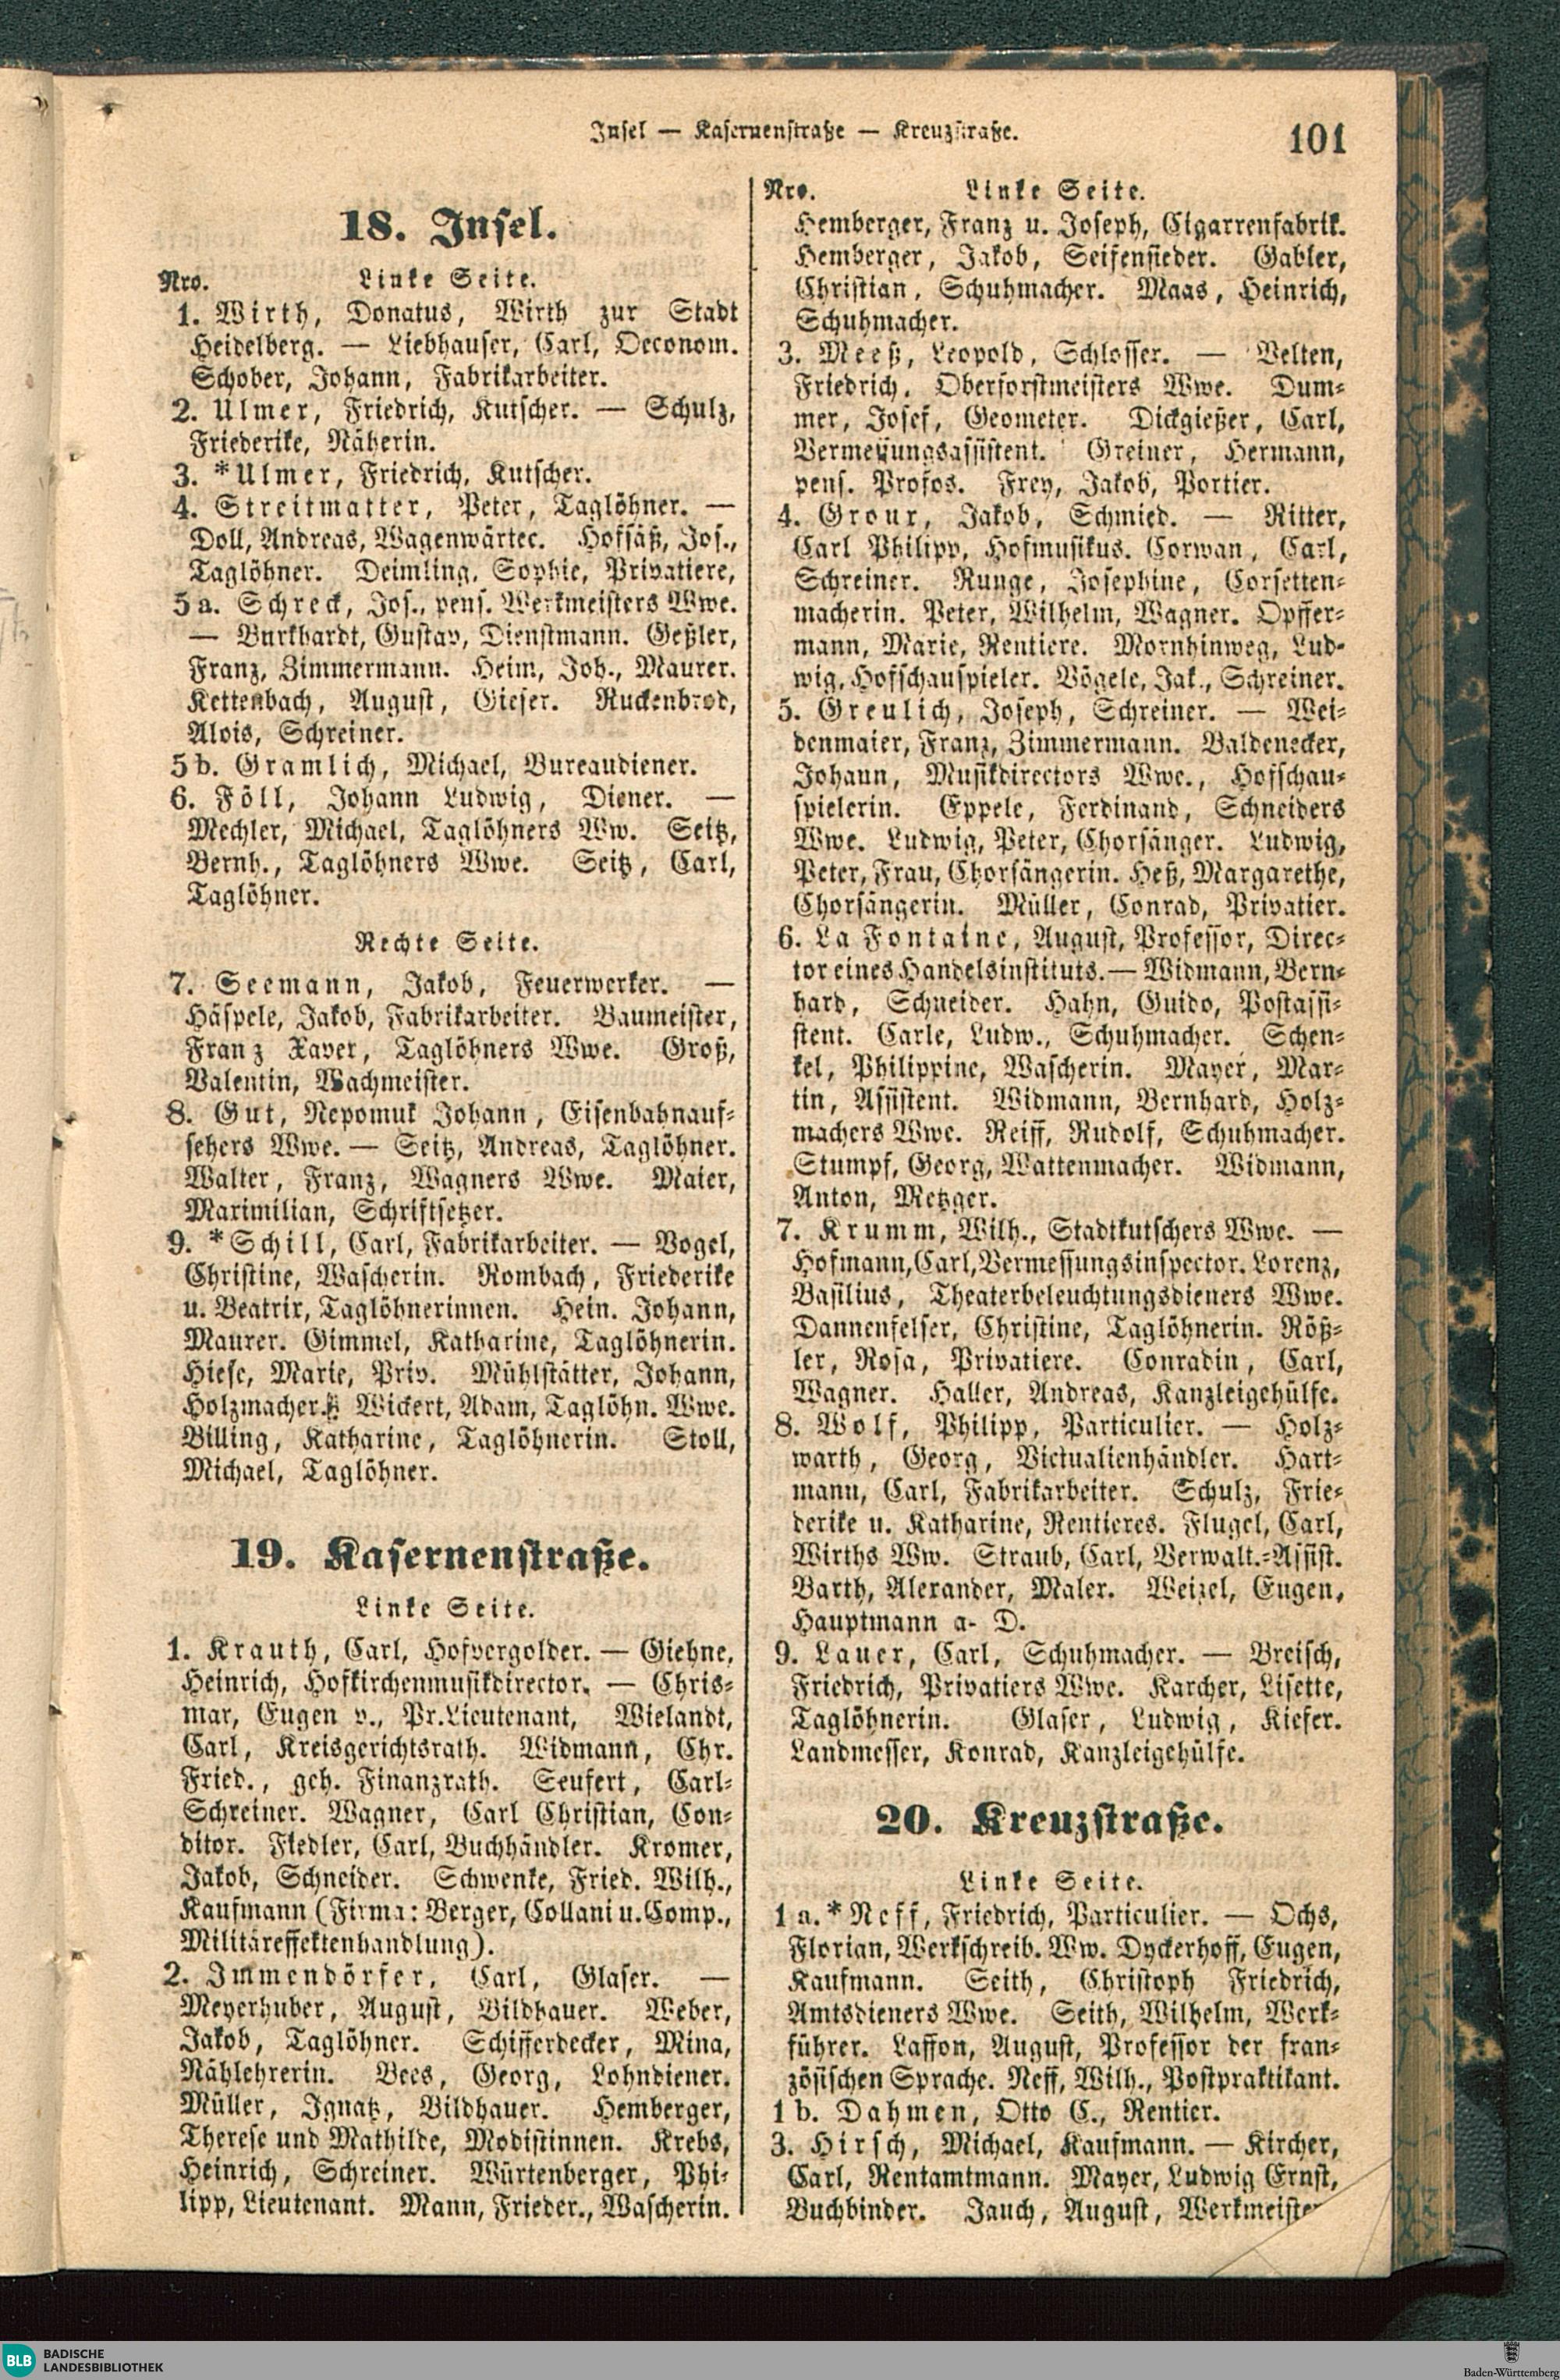 Insel — Kasernenstraße — Kreuzstraße.
101
18. Insel.
Nro. Linke Seite.
1. Wirth, Donatus, Wirth zur Stadt
Heidelberg. — Liebhauser, Carl, Oeconom.
Schober, Johann, Fabrikarbeiter.
2. Ulmer, Friedrich, Kutscher. — Schulz,
Friederike, Näherin.
3. *Ulmer, Friedrich, Kutscher.
4. Streitmatter, Peter, Taglöhner. —
Doll, Andreas, Wagenwärter. Hofsäß, Jos.,
Taglöhner. Deimling, Sophie, Privatiere,
5a. Schreck, Jos., pens. Werkmeisters Wwe.
— Burkhardt, Gustav, Dienstmann. Geßler,
Franz, Zimmermann. Heim, Joh., Maurer.
Kettenbach, August, Gieser. Ruckenbrod,
Alois, Schreiner.
5b. Gramlich, Michael, Bureaudiener.
6. Föll, Johann Ludwig, Diener. —
Mechler, Michael, Taglöhners Ww. Seitz,
Bernh., Taglöhners Wwe. Seitz, Carl,
Taglöhner.
Rechte Seite.
7. Seemann, Jakob, Feuerwerker. —
Häspele, Jakob, Fabrikarbeiter. Baumeister,
Franz Xaver, Taglöhners Wwe. Groß,
Valentin, Wachmeister.
8. Gut, Nepomuk Johann, Eisenbahnauf-
sehers Wwe. — Seitz, Andreas, Taglöhner.
Walter, Franz, Wagners Wwe. Maier,
Maximilian, Schriftsetzer.
9. *Schill, Carl, Fabrikarbeiter. — Vogel,
Christine, Wascherin. Rombach, Friederike
u. Beatrix, Taglöhnerinnen. Hein. Johann,
Maurer. Gimmel, Katharine, Taglöhnerin.
Hiese, Marie, Priv. Mühlstätter, Johann,
Holzmacher. Wickert, Adam, Taglöhn. Wwe.
Billing, Katharine, Taglöhnerin. Stoll,
Michael, Taglöhner.
19. Kasernenstraße.
Linke Seite.
1. Krauth, Carl, Hofvergolder. — Giehne,
Heinrich, Hofkirchenmusikdirector. — Chris-
mar, Eugen v., Pr.Lieutenant, Wielandt,
Carl, Kreisgerichtsrath. Widmann, Chr.
Fried., geh. Finanzrath. Seufert, Carl-
Schreiner. Wagner, Carl Christian, Con-
ditor. Fiedler, Carl, Buchhändler. Kromer,
Jakob, Schneider. Schwenke, Fried. Wilh.,
Kaufmann (Firma: Berger, Collani u. Comp.,
Militäreffektenhandlung).
2. Immendörfer, Carl, Glaser. —
Meyerhuber, August, Bildhauer. Weber,
Jakob, Taglöhner. Schifferdecker, Mina,
Nählehrerin. Bees, Georg, Lohndiener.
Müller, Ignatz, Bildhauer. Hemberger,
Therese und Mathilde, Modistinnen. Krebs,
Heinrich, Schreiner. Würtenberger, Phi-
lipp, Lieutenant. Mann, Frieder., Wascherin.
Nro. Linke Seite.
Hemberger, Franz u. Joseph, Cigarrenfabrik.
Hemberger, Jakob, Seifensieder. Gabler,
Christian, Schuhmacher. Maas, Heinrich,
Schuhmacher.
3. Meeß, Leopold, Schlosser. — Velten,
Friedrich, Oberforstmeisters Wwe. Dum-
mer, Josef, Geometer. Dickgießer, Carl,
Vermessungsassistent. Greiner, Hermann,
pens. Profos. Frey, Jakob, Portier.
4. Grour, Jakob, Schmied. — Ritter,
Carl Philipp, Hofmusikus. Corwan, Carl,
Schreiner. Runge, Josephine, Corsetten-
macherin. Peter, Wilhelm, Wagner. Opffer-
mann, Marie, Rentiere. Mornhinweg, Lud-
wig, Hofschauspieler. Vögele, Jak., Schreiner.
5. Greulich, Joseph, Schreiner. — Wei-
denmaier, Franz, Zimmermann. Baldenecker,
Johann, Musikdirectors Wwe., Hofschau-
spielerin. Eppele, Ferdinand, Schneiders
Wwe. Ludwig, Peter, Chorsänger. Ludwig,
Peter, Frau, Chorsängerin. Heß, Margarethe,
Chorsängerin. Müller, Conrad, Privatier.
6. La Fontaine, August, Professor, Direc-
tor eines Handelsinstituts. — Widmann, Bern-
hard, Schneider. Hahn, Guido, Postassi-
stent. Carle, Ludw., Schuhmacher. Schen-
kel, Philippine, Wascherin. Mayer, Mar-
tin, Assistent. Widmann, Bernhard, Holz-
machers Wwe. Reiff, Rudolf, Schuhmacher.
Stumpf, Georg, Wattenmacher. Widmann,
Anton, Metzger.
7. Krumm, Wilh., Stadtkutschers Wwe. —
Hofmann, Carl, Vermessungsinspector. Lorenz,
Basilius, Theaterbeleuchtungsdieners Wwe.
Dannenfelser, Christine, Taglöhnerin. Röß-
ler, Rosa, Privatiere. Conradin, Carl,
Wagner. Haller, Andreas, Kanzleigehülfe.
8. Wolf, Philipp, Particulier. — Holz-
warth, Georg, Victualienhändler. Hart-
mann, Carl, Fabrikarbeiter. Schulz, Frie-
derike u. Katharine, Rentieres. Flugel, Carl,
Wirths Ww. Straub, Carl, Verwalt.-Assist.
Barth, Alexander, Maler. Weizel, Eugen,
Hauptmann a- D.
9. Lauer, Carl, Schuhmacher. — Breisch,
Friedrich, Privatiers Wwe. Karcher, Lisette,
Taglöhnerin. Glaser, Ludwig, Kiefer.
Landmesser, Konrad, Kanzleigehülfe.
20. Kreuzstraße.
Linke Seite.
1a. *Neff, Friedrich, Particulier. — Ochs,
Florian, Werkschreib. Ww. Dyckerhoff, Eugen,
Kaufmann. Seith, Christoph Friedrich,
Amtsdieners Wwe. Seith, Wilhelm, Werk-
führer. Laffon, August, Professor der fran-
zösischen Sprache. Neff, Wilh., Postpraktikant.
1b. Dahmen, Otto C., Rentier.
3. Hirsch, Michael, Kaufmann. — Kircher,
Carl, Rentamtmann. Mayer, Ludwig Ernst,
Buchbinder. Jauch, August, Werkmeister
BLB BADISCHE
LANDESBIBLIOTHEK
Baden-Württemberg